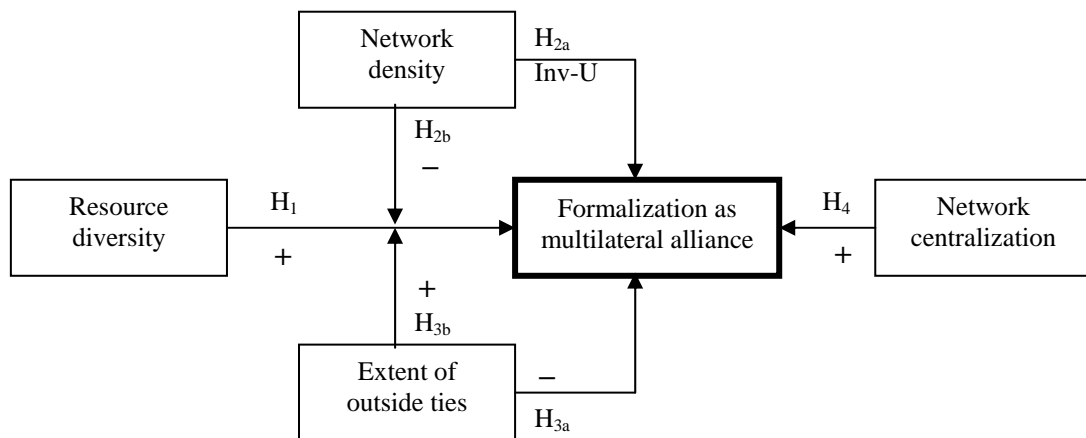 Network
density
H2a
Inv-U
H2b
−
Resource
diversity
H1
+
Formalization as
multilateral alliance
H4
+
Network
centralization
+
H3b
Extent of
outside ties
−
H3a